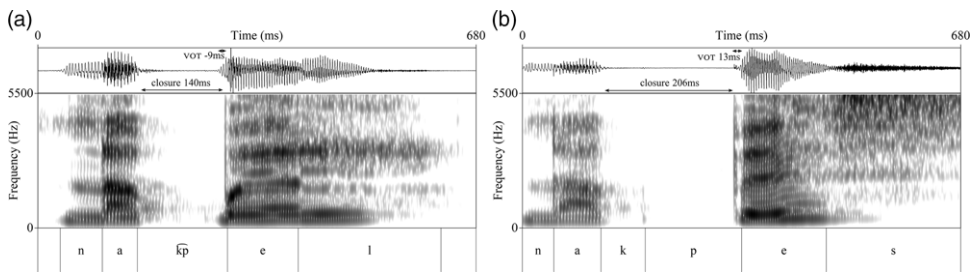 (a)
0 Time (ms) 680
VOT -9ms
closure 140ms
5500
Frequency (Hz)
0
n a k͡p e l
(b)
0 Time (ms) 680
VOT 13ms
closure 206ms
5500
Frequency (Hz)
0
n a k p e s